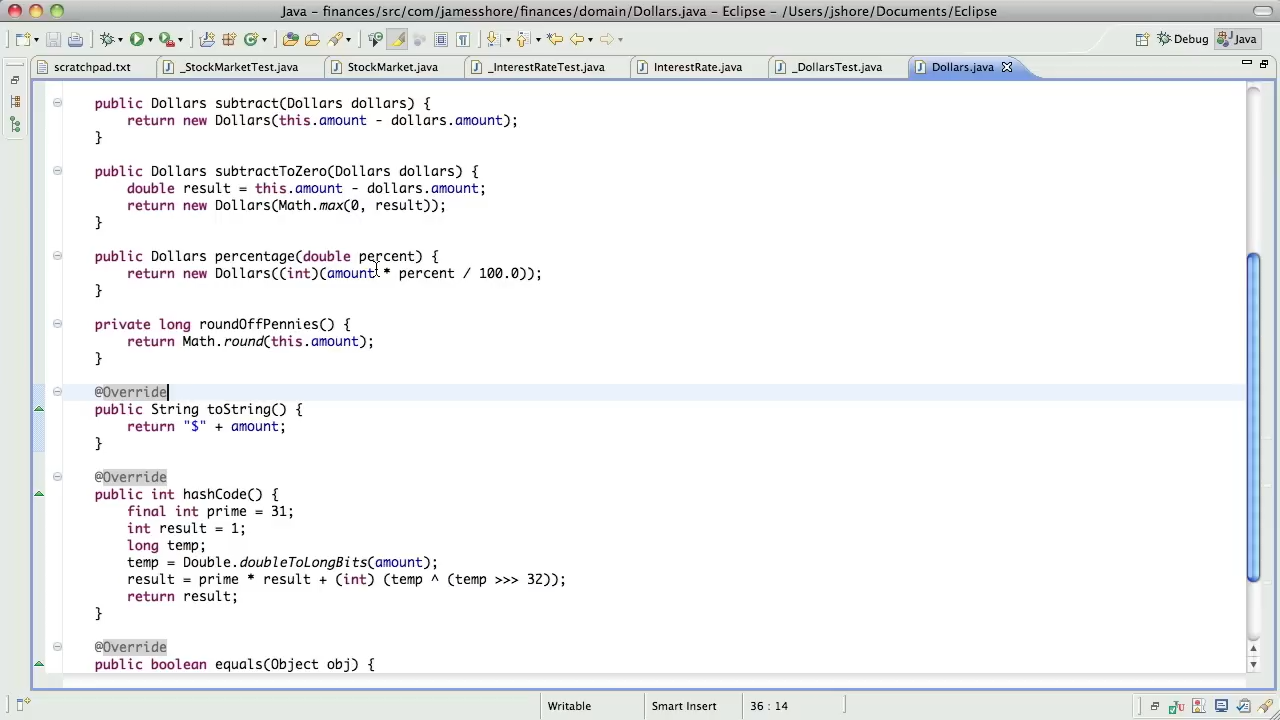 Java - finances/src/com/jamesshore/finances/domain/Dollars.java - Eclipse - /Users/jshore/Documents/Eclipse
Debug
Java
scratchpad.txt
_StockMarketTest.java
StockMarket.java
_InterestRateTest.java
InterestRate.java
_DollarsTest.java
Dollars.java
public Dollars subtract(Dollars dollars) {
return new Dollars(this.amount - dollars.amount);
}
public Dollars subtractToZero(Dollars dollars) {
double result = this.amount - dollars.amount;
return new Dollars(Math.max(0, result));
}
public Dollars percentage(double percent) {
return new Dollars((int)(amount * percent / 100.0));
}
private long roundOffPennies() {
return Math.round(this.amount);
}
@Override
public String toString() {
return "$" + amount;
}
@Override
public int hashCode() {
final int prime = 31;
int result = 1;
long temp;
temp = Double.doubleToLongBits(amount);
result = prime * result + (int) (temp ^ (temp >>> 32));
return result;
}
@Override
public boolean equals(Object obj) {
Writable
Smart Insert
36 : 14